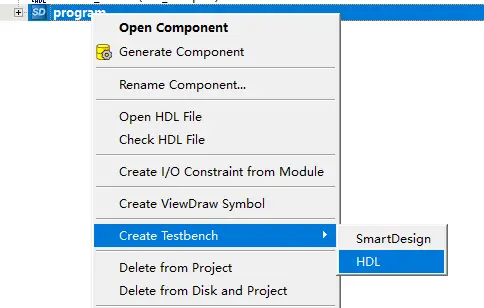 program
Open Component
Generate Component
Rename Component...
Open HDL File
Check HDL File
Create I/O Constraint from Module
Create ViewDraw Symbol
Create Testbench
SmartDesign
HDL
Delete from Project
Delete from Disk and Project